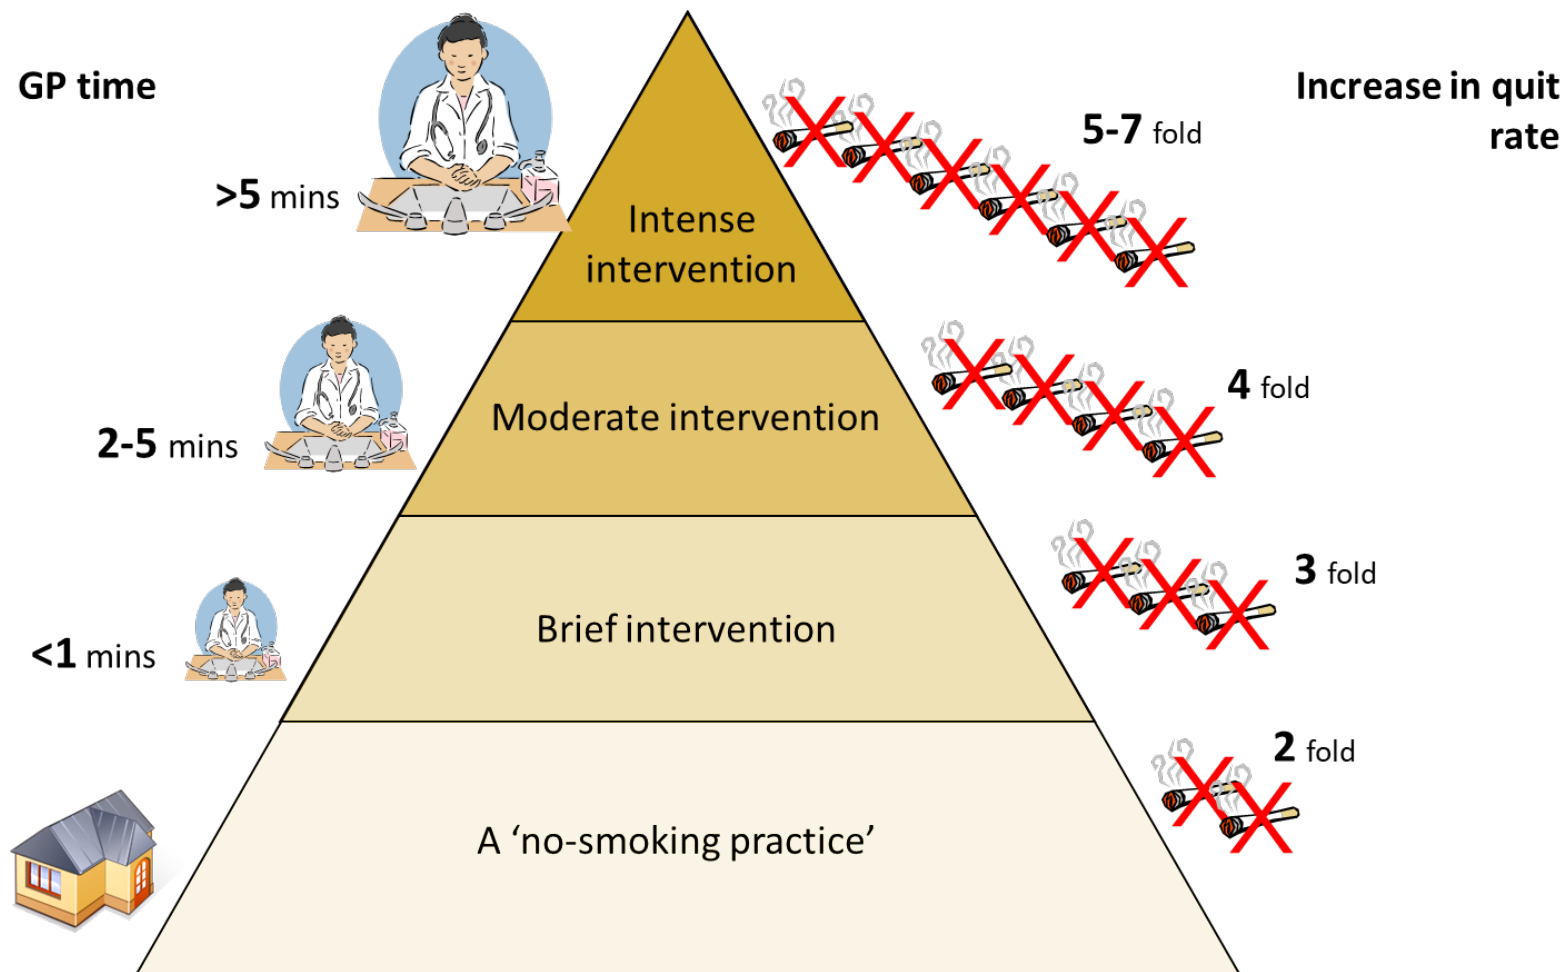 GP time
Increase in quit
rate
>5 mins
Intense
intervention
5-7 fold
2-5 mins
Moderate intervention
4 fold
<1 mins
Brief intervention
3 fold
A ‘no-smoking practice’
2 fold